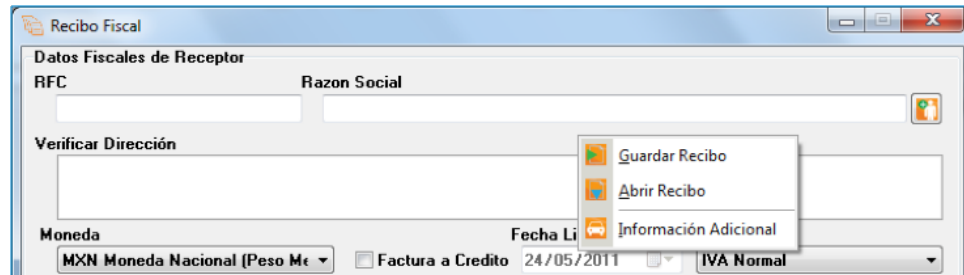 Recibo Fiscal
Datos Fiscales de Receptor
RFC Razon Social
Verificar Dirección
Guardar Recibo
Abrir Recibo
Información Adicional
Moneda Fecha Li
MXN Moneda Nacional (Peso Me Factura a Credito 24/05/2011 IVA Normal